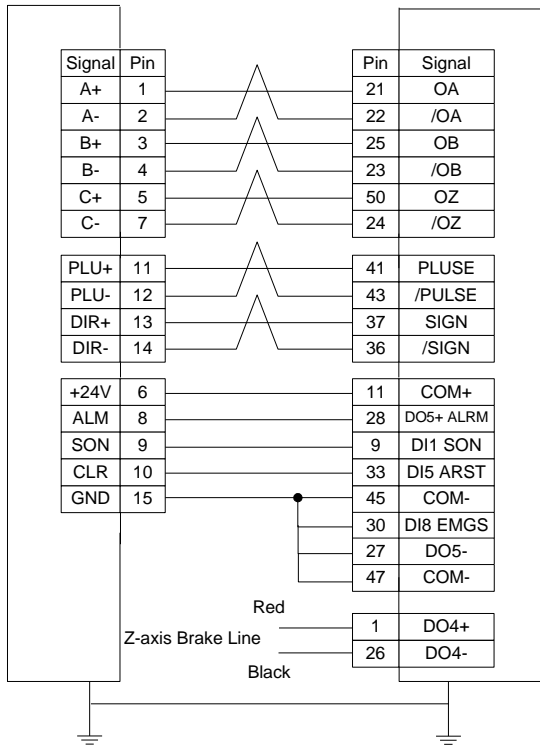 Signal Pin Pin Signal
A+ 1 21 OA
A- 2 22 /OA
B+ 3 25 OB
B- 4 23 /OB
C+ 5 50 OZ
C- 7 24 /OZ
PLU+ 11 41 PLUSE
PLU- 12 43 /PULSE
DIR+ 13 37 SIGN
DIR- 14 36 /SIGN
+24V 6 11 COM+
ALM 8 28 DO5+ ALRM
SON 9 9 DI1 SON
CLR 10 33 DI5 ARST
GND 15 45 COM-
30 DI8 EMGS
27 DO5-
47 COM-
Red
1 DO4+
Z-axis Brake Line
26 DO4-
Black